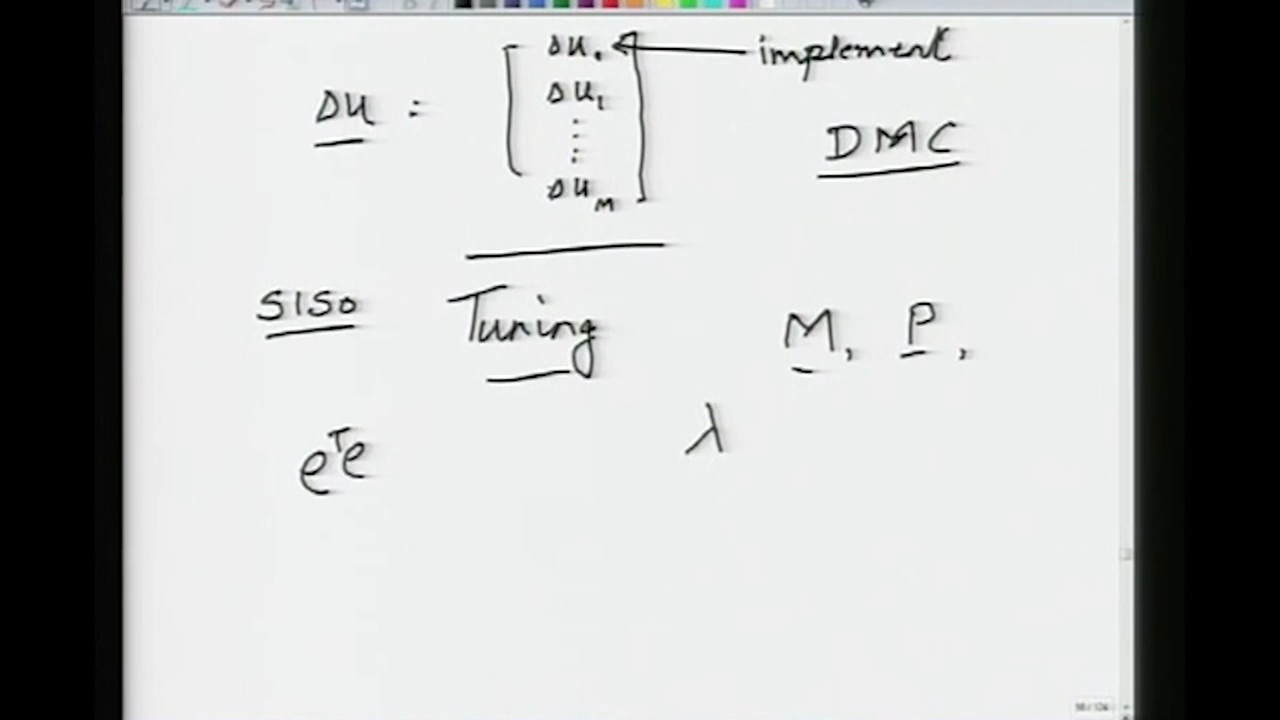 Δu = [ Δu₀ ← implement
Δu₁
⋮
Δu_M ]
DMC
SISO Tuning M, P,
eᵀe λ